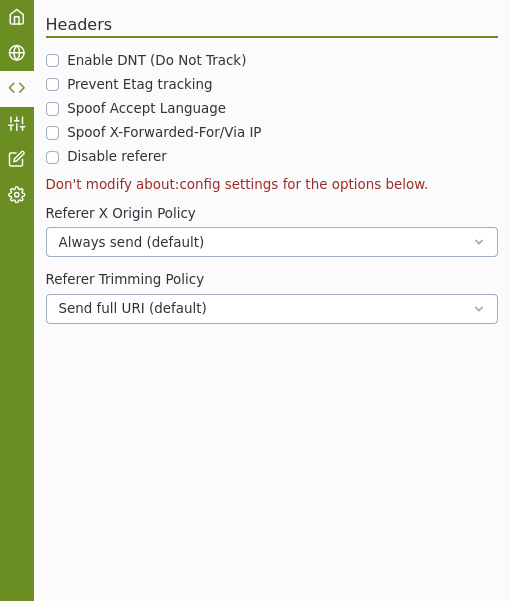 Headers
Enable DNT (Do Not Track)
Prevent Etag tracking
Spoof Accept Language
Spoof X-Forwarded-For/Via IP
Disable referer
Don't modify about:config settings for the options below.
Referer X Origin Policy
Always send (default)
Referer Trimming Policy
Send full URI (default)